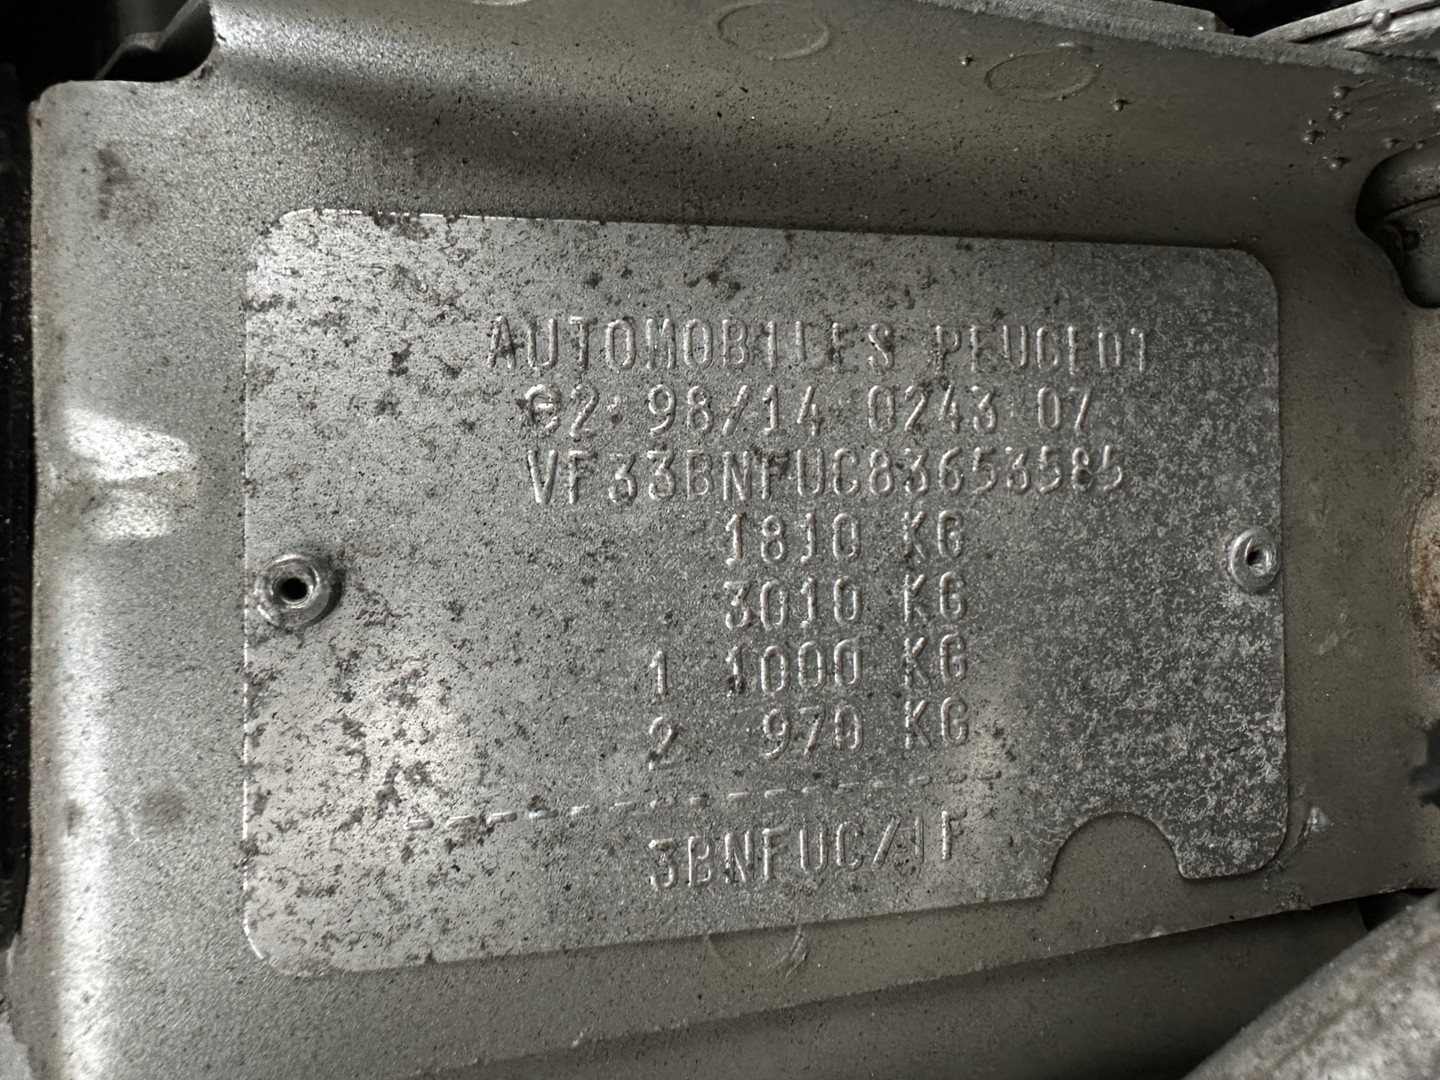 AUTOMOBILES PEUGEOT
e2*98/14*0243*07
VF33BNFUC83653585
1810 KG
3010 KG
1 1000 KG
2 970 KG
--------------
3BNFUC/IF